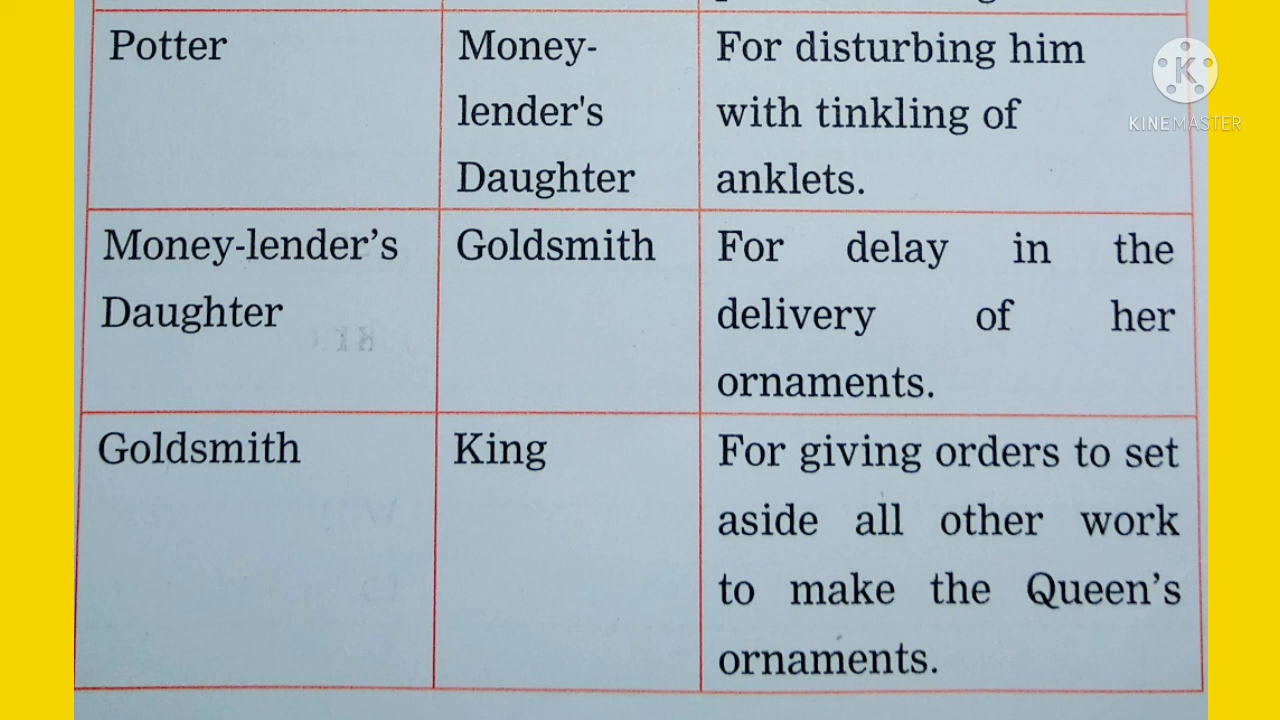 Potter
Money-
lender's
Daughter
For disturbing him
with tinkling of
anklets.
Money-lender’s
Daughter
Goldsmith
For delay in the
delivery of her
ornaments.
Goldsmith
King
For giving orders to set
aside all other work
to make the Queen’s
ornaments.
K
KINEMASTER